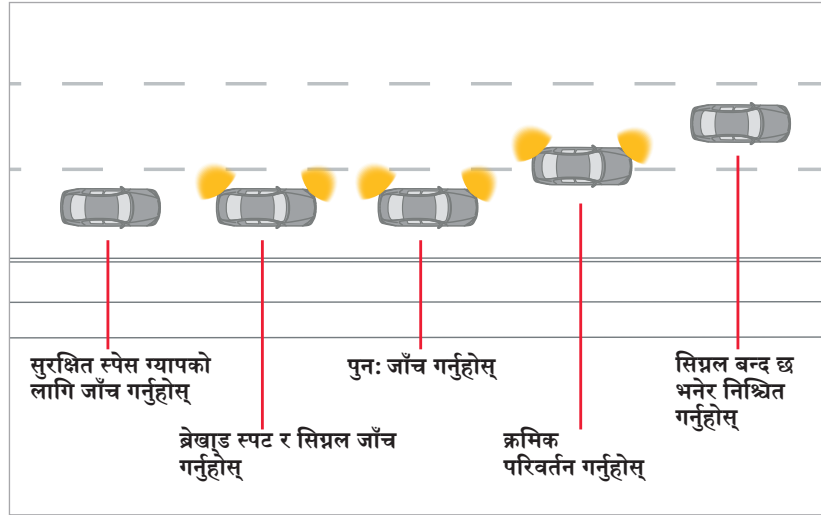 सुरक्षित स्पेस ग्यापको
लागि जाँच गर्नुहोस्
ब्रेखाुड स्पट र सिग्नल जाँच
गर्नुहोस्
पुन: जाँच गर्नुहोस्
क्रमिक
परिवर्तन गर्नुहोस्
सिग्नल बन्द छ
भनेर निश्चित
गर्नुहोस्